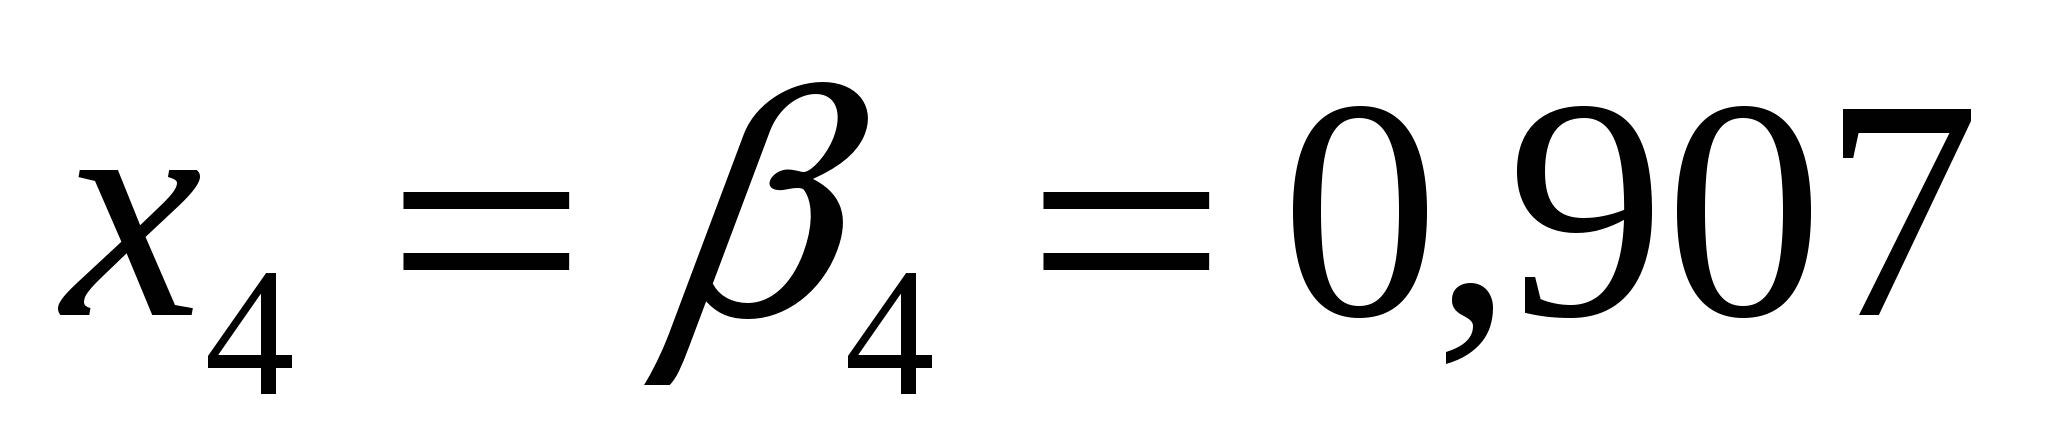 x₄ = β₄ = 0,907